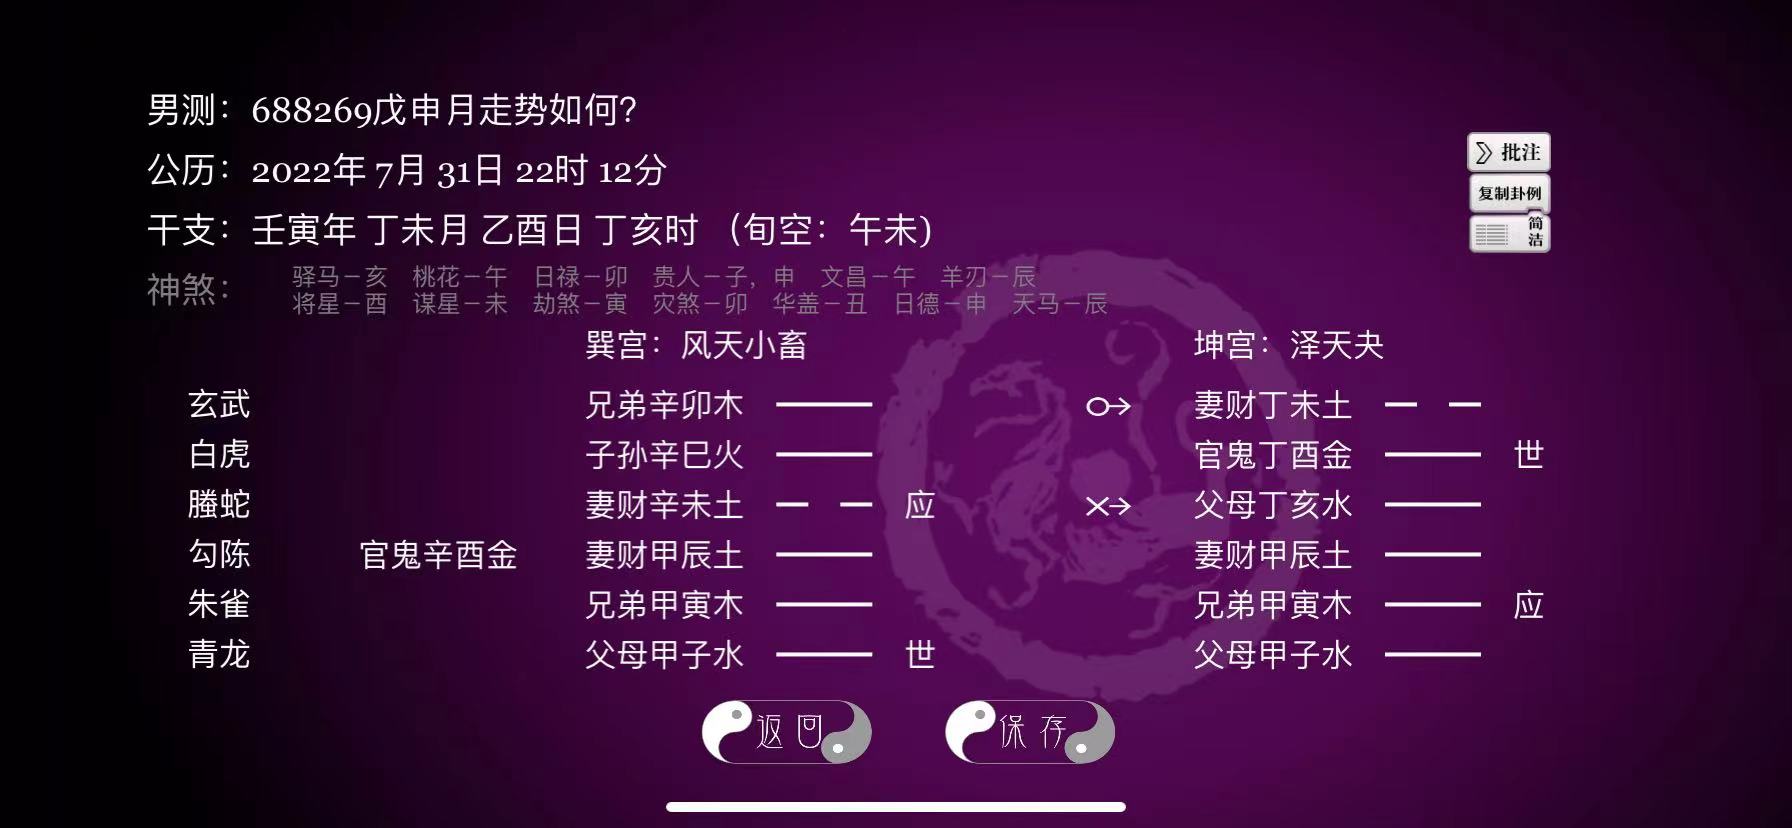 男测：688269戊申月走势如何？
公历：2022年 7月 31日 22时 12分
批注
干支：壬寅年 丁未月 乙酉日 丁亥时 （旬空：午未）
复制卦例
简洁
神煞：
驿马－亥 桃花－午 日禄－卯 贵人－子，申 文昌－午 羊刃－辰
将星－酉 谋星－未 劫煞－寅 灾煞－卯 华盖－丑 日德－申 天马－辰
巽宫：风天小畜 坤宫：泽天夬
玄武 兄弟辛卯木 妻财丁未土
白虎 子孙辛巳火 官鬼丁酉金 世
螣蛇 妻财辛未土 应 父母丁亥水
勾陈 官鬼辛酉金 妻财甲辰土 妻财甲辰土
朱雀 兄弟甲寅木 兄弟甲寅木 应
青龙 父母甲子水 世 父母甲子水
返回 保存